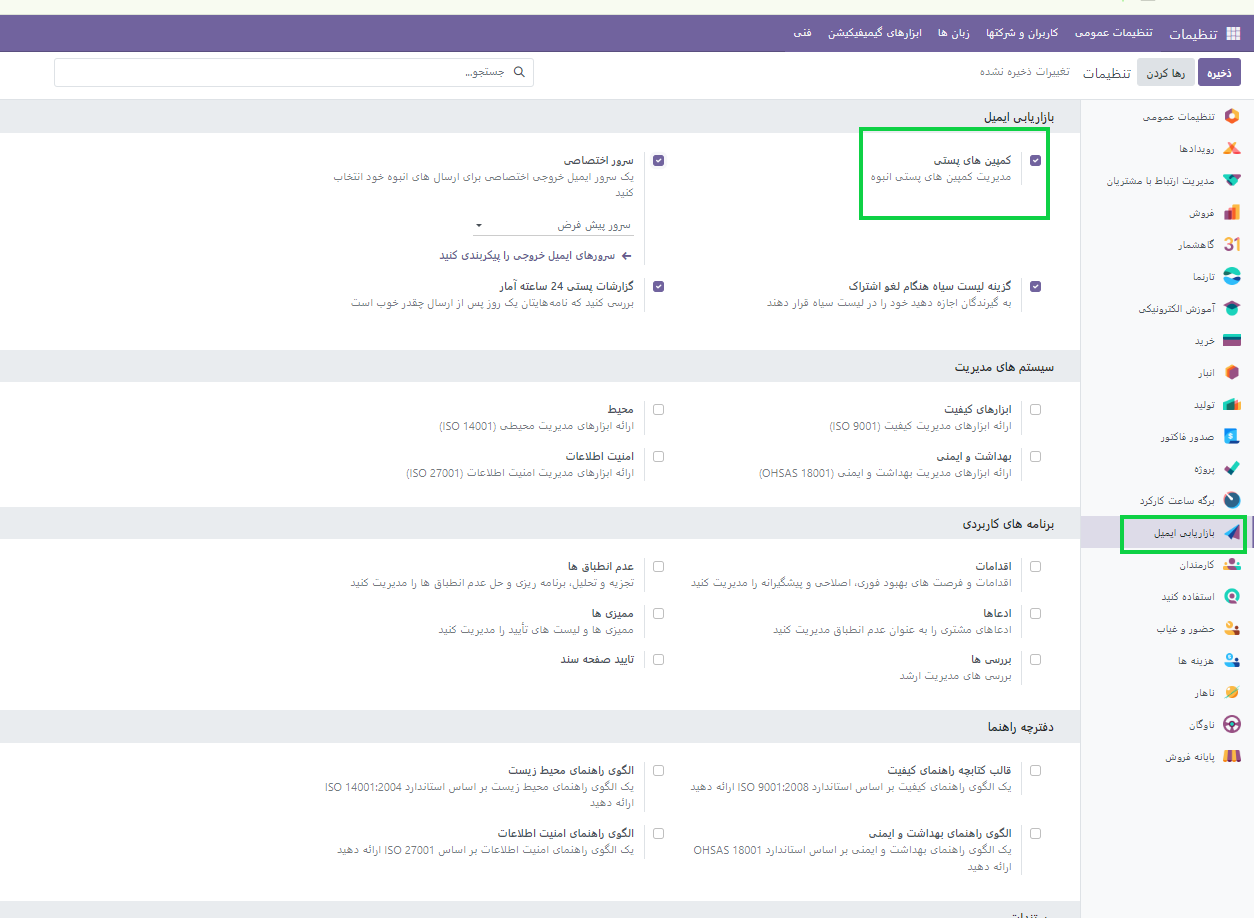 تنظیمات
تنظیمات عمومی
کاربران و شرکتها
زبان ها
ابزارهای گیمیفیکیشن
فنی
ذخیره
رها کردن
تنظیمات
تغییرات ذخیره نشده
جستجو...
تنظیمات عمومی
رویدادها
مدیریت ارتباط با مشتریان
فروش
31 گاهشمار
تارنما
آموزش الکترونیکی
خرید
انبار
تولید
صدور فاکتور
پروژه
برگه ساعت کارکرد
بازاریابی ایمیل
کارمندان
استفاده کنید
حضور و غیاب
هزینه ها
ناهار
ناوگان
پایانه فروش
بازاریابی ایمیل
کمپین های پستی
مدیریت کمپین های پستی انبوه
سرور اختصاصی
یک سرور ایمیل خروجی اختصاصی برای ارسال های انبوه خود انتخاب
کنید
سرور پیش فرض
سرورهای ایمیل خروجی را پیکربندی کنید
گزینه لیست سیاه هنگام لغو اشتراک
به گیرندگان اجازه دهید خود را در لیست سیاه قرار دهند
گزارشات پستی 24 ساعته آمار
بررسی کنید که نامه‌هایتان یک روز پس از ارسال چقدر خوب است
سیستم های مدیریت
ابزارهای کیفیت
ارائه ابزارهای مدیریت کیفیت (ISO 9001)
محیط
ارائه ابزارهای مدیریت محیطی (ISO 14001)
بهداشت و ایمنی
ارائه ابزارهای مدیریت بهداشت و ایمنی (OHSAS 18001)
امنیت اطلاعات
ارائه ابزارهای مدیریت امنیت اطلاعات (ISO 27001)
برنامه های کاربردی
اقدامات
اقدامات و فرصت های بهبود فوری، اصلاحی و پیشگیرانه را مدیریت کنید
عدم انطباق ها
تجزیه و تحلیل، برنامه ریزی و حل عدم انطباق ها را مدیریت کنید
ادعاها
ادعاهای مشتری را به عنوان عدم انطباق مدیریت کنید
ممیزی ها
ممیزی ها و لیست های تأیید را مدیریت کنید
بررسی ها
بررسی های مدیریت ارشد
تایید صفحه سند
دفترچه راهنما
قالب کتابچه راهنمای کیفیت
یک الگوی راهنمای کیفیت بر اساس استاندارد ISO 9001:2008 ارائه دهید
الگوی راهنمای محیط زیست
یک الگوی راهنمای محیط زیست بر اساس استاندارد ISO 14001:2004
ارائه دهید
الگوی راهنمای بهداشت و ایمنی
یک الگوی راهنمای بهداشت و ایمنی بر اساس استاندارد OHSAS 18001
ارائه دهید
الگوی راهنمای امنیت اطلاعات
یک الگوی راهنمای امنیت اطلاعات بر اساس ISO 27001 ارائه دهید